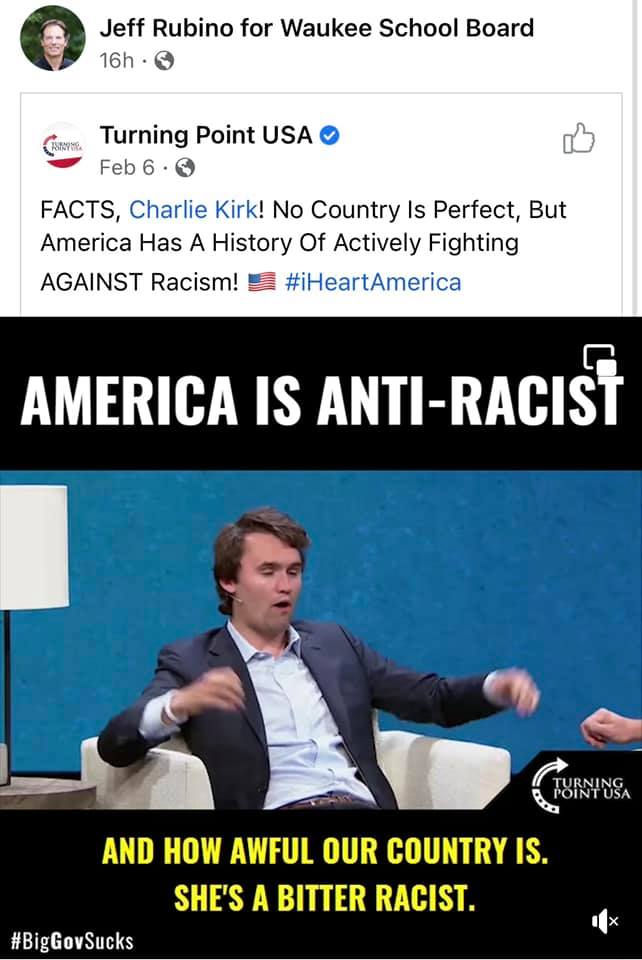 Jeff Rubino for Waukee School Board
16h ·
TURNING
POINT USA
Turning Point USA
Feb 6 ·
FACTS, Charlie Kirk! No Country Is Perfect, But
America Has A History Of Actively Fighting
AGAINST Racism! 🇺🇸 #iHeartAmerica
AMERICA IS ANTI-RACIST
TURNING
POINT USA
AND HOW AWFUL OUR COUNTRY IS.
SHE'S A BITTER RACIST.
#BigGovSucks